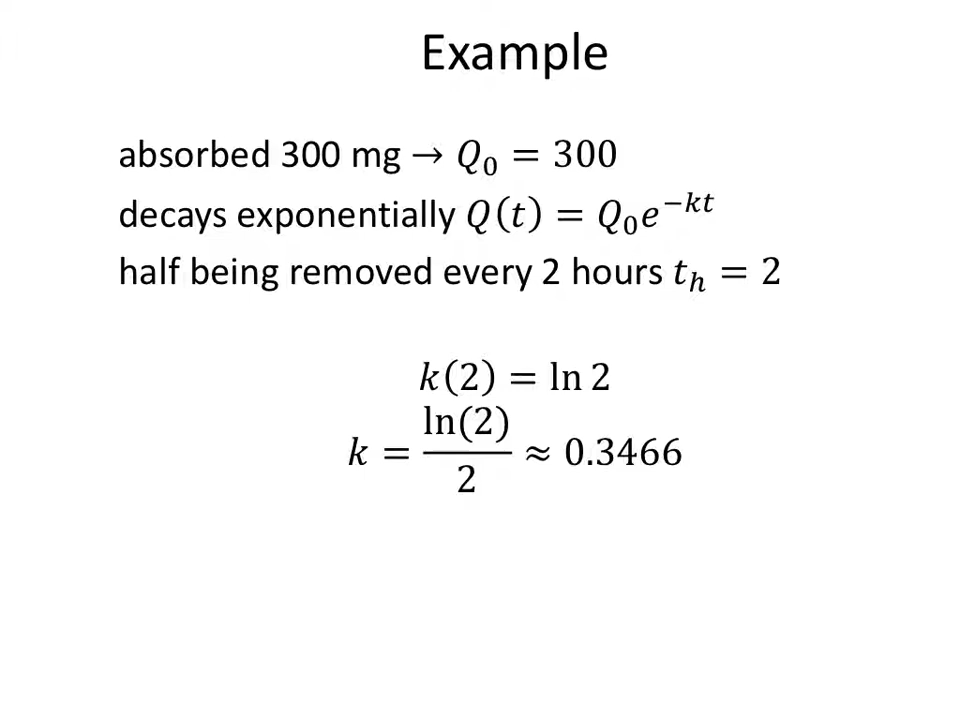 Example
absorbed 300 mg → Q₀ = 300
decays exponentially Q(t) = Q₀e^{−kt}
half being removed every 2 hours tₕ = 2
k(2) = ln 2
k = ln(2)/2 ≈ 0.3466